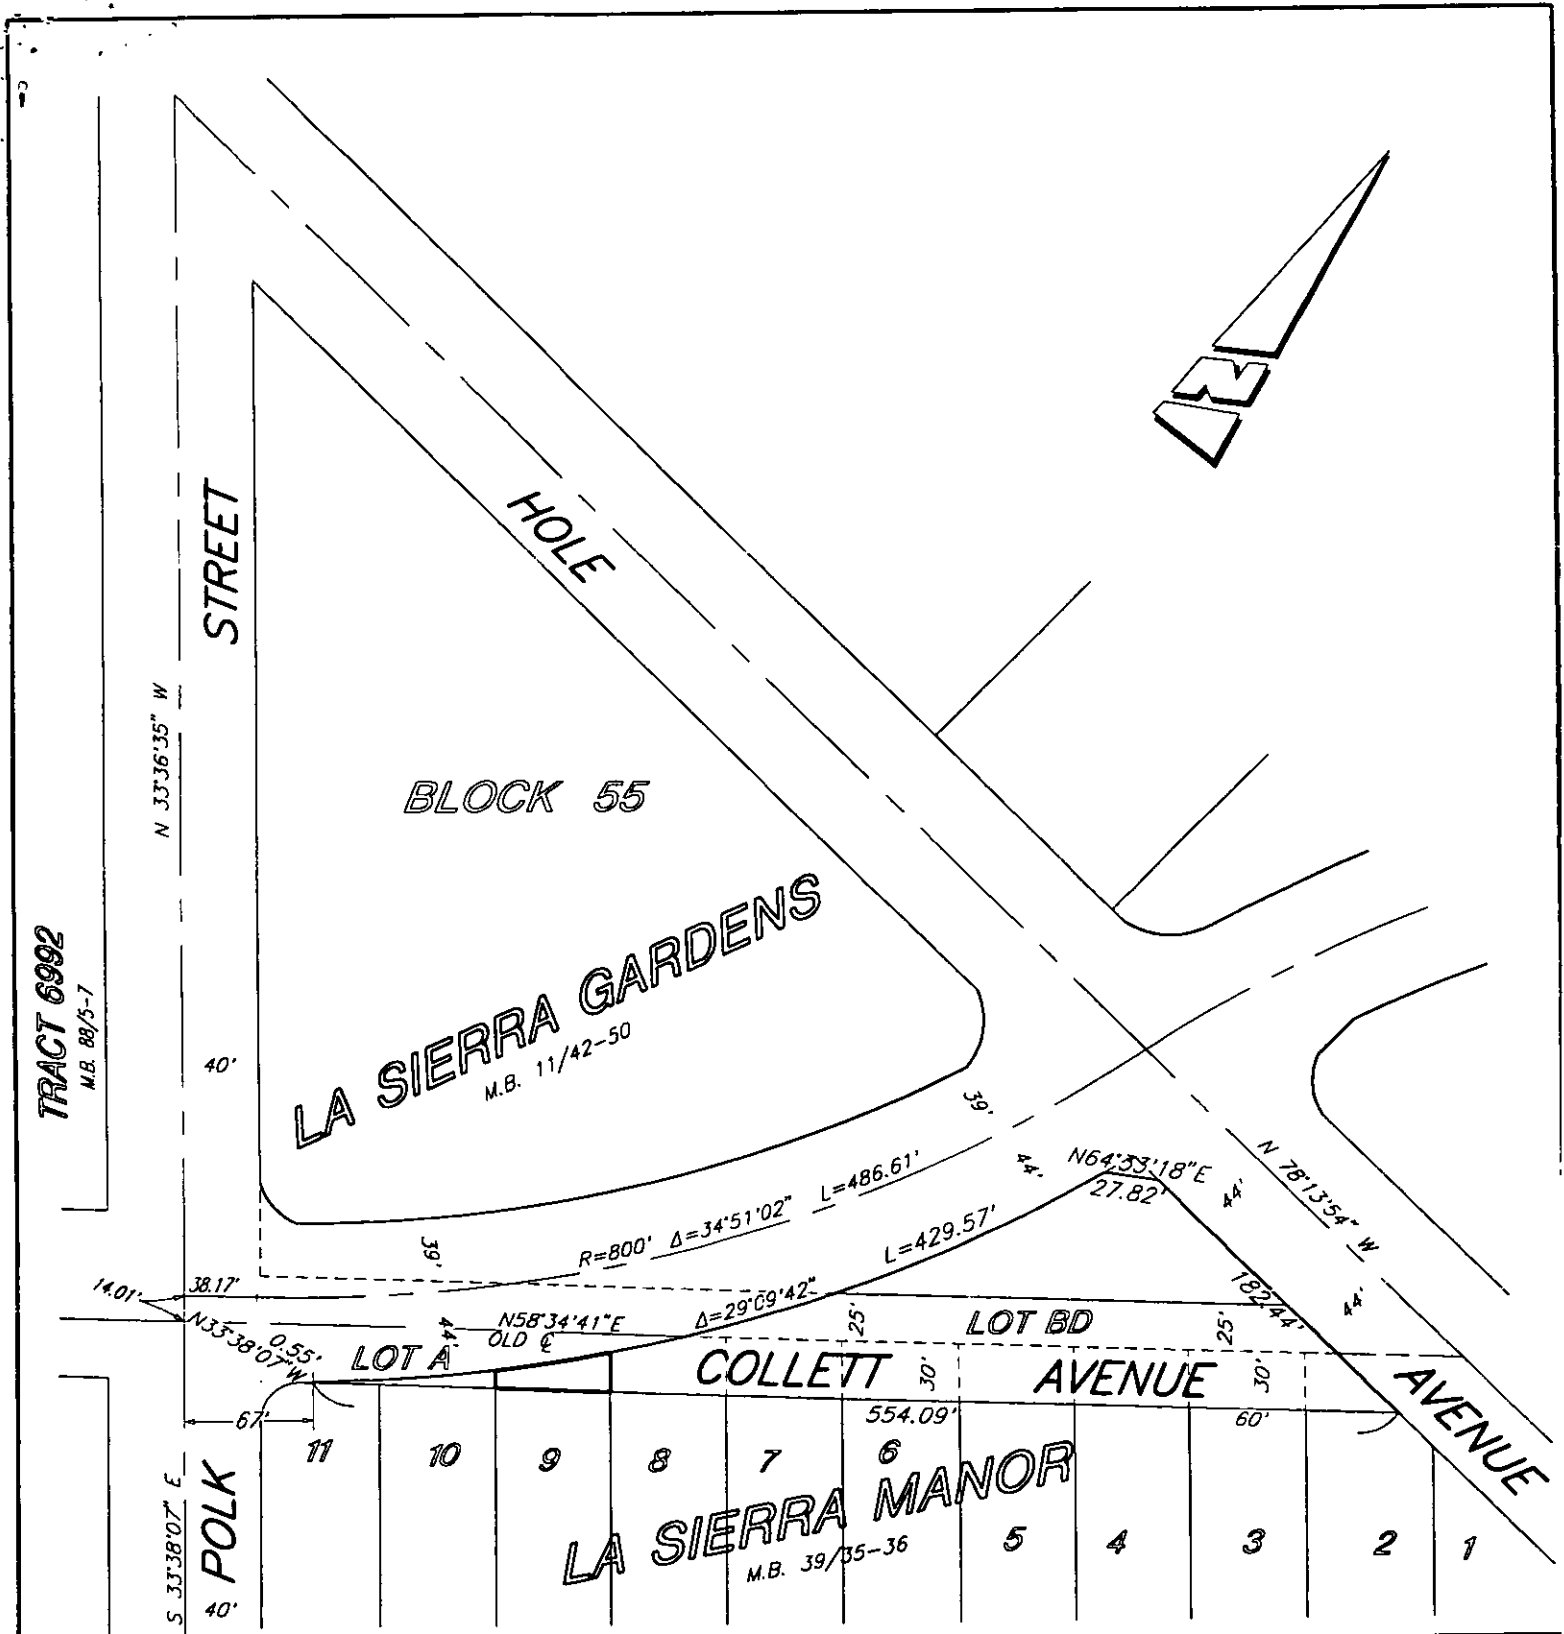 N
HOLE
STREET
N 33°36'35" W
BLOCK 55
LA SIERRA GARDENS
M.B. 11/42-50
TRACT 6992
M.B. 88/5-7
40'
39'
44'
N64°33'18"E
27.82'
44'
N 78°13'54" W
44'
L=486.61'
Δ=34°51'02"
R=800'
39'
L=429.57'
182.44'
14.01'
38.17'
N33°38'07"W
0.55'
44'
N58°34'41"E
OLD ℄
Δ=29°09'42"
25'
LOT BD
25'
LOT A
COLLETT
30'
AVENUE
30'
AVENUE
67'
554.09'
60'
11
10
9
8
7
6
LA SIERRA MANOR
M.B. 39/35-36
5
4
3
2
1
S 33°38'07" E
POLK
40'